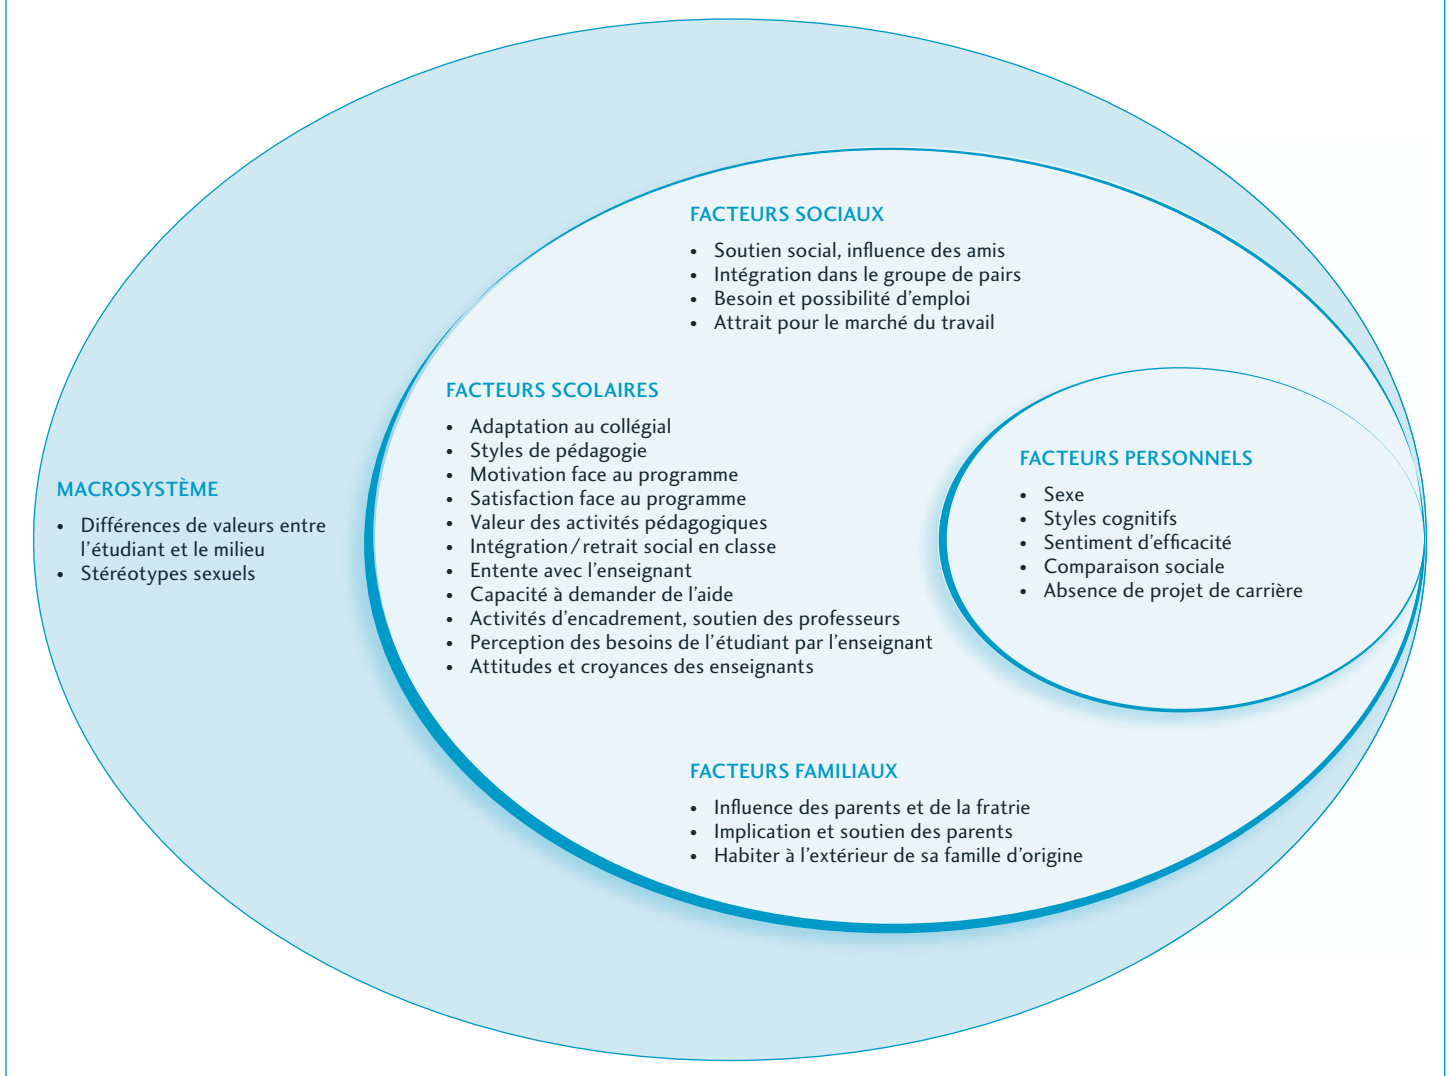 FACTEURS SOCIAUX
• Soutien social, influence des amis
• Intégration dans le groupe de pairs
• Besoin et possibilité d’emploi
• Attrait pour le marché du travail
FACTEURS SCOLAIRES
• Adaptation au collégial
• Styles de pédagogie
• Motivation face au programme
• Satisfaction face au programme
• Valeur des activités pédagogiques
• Intégration/retrait social en classe
• Entente avec l’enseignant
• Capacité à demander de l’aide
• Activités d’encadrement, soutien des professeurs
• Perception des besoins de l’étudiant par l’enseignant
• Attitudes et croyances des enseignants
MACROSYSTÈME
• Différences de valeurs entre
l’étudiant et le milieu
• Stéréotypes sexuels
FACTEURS PERSONNELS
• Sexe
• Styles cognitifs
• Sentiment d’efficacité
• Comparaison sociale
• Absence de projet de carrière
FACTEURS FAMILIAUX
• Influence des parents et de la fratrie
• Implication et soutien des parents
• Habiter à l’extérieur de sa famille d’origine